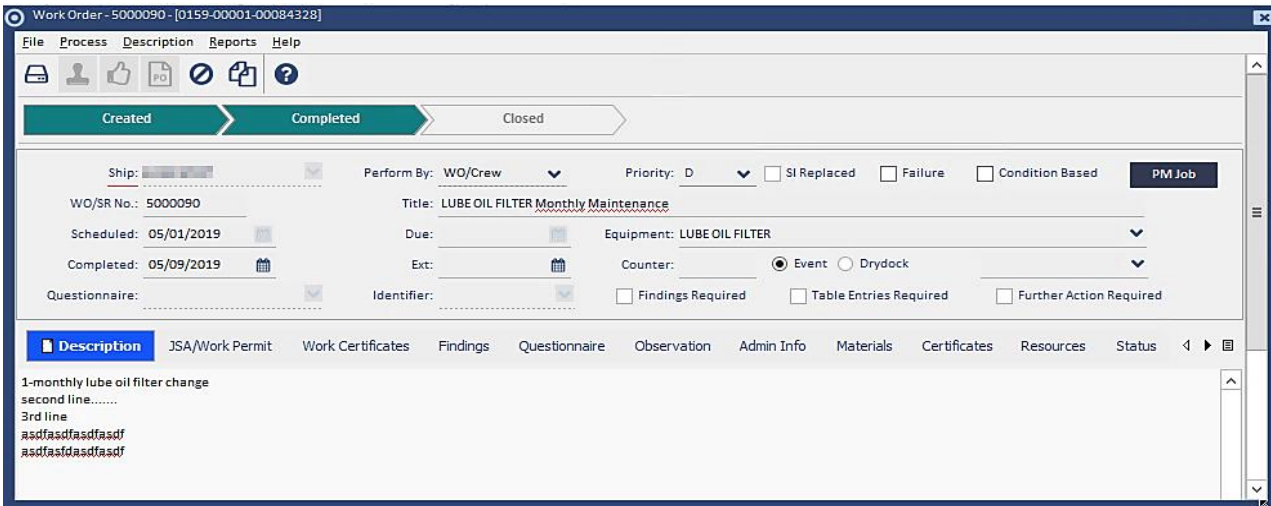 Work Order - 5000090 - [0159-00001-00084328]
File Process Description Reports Help
PO
Created Completed Closed
Ship: Perform By: WO/Crew Priority: D SI Replaced Failure Condition Based PM Job
WO/SR No.: 5000090 Title: LUBE OIL FILTER Monthly Maintenance
Scheduled: 05/01/2019 Due: Equipment: LUBE OIL FILTER
Completed: 05/09/2019 Ext: Counter: Event Drydock
Questionnaire: Identifier: Findings Required Table Entries Required Further Action Required
Description JSA/Work Permit Work Certificates Findings Questionnaire Observation Admin Info Materials Certificates Resources Status
1-monthly lube oil filter change
second line.......
3rd line
asdfasdfasdfasdf
asdfasfdasdfasdf